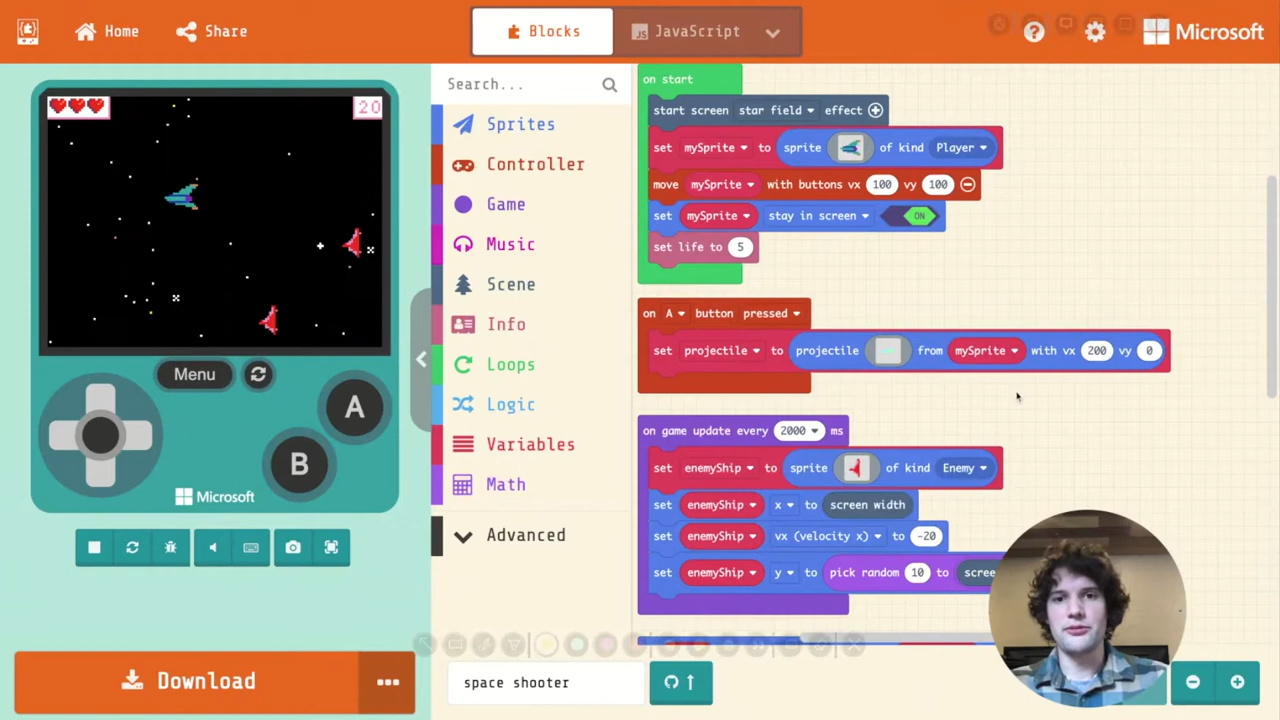 Home
Share
Blocks
JavaScript
Microsoft
20
Menu
A
B
Microsoft
Download
Search...
Sprites
Controller
Game
Music
Scene
Info
Loops
Logic
Variables
Math
Advanced
space shooter
on start
start screen star field effect
set mySprite to sprite of kind Player
move mySprite with buttons vx 100 vy 100
set mySprite stay in screen ON
set life to 5
on A button pressed
set projectile to projectile from mySprite with vx 200 vy 0
on game update every 2000 ms
set enemyShip to sprite of kind Enemy
set enemyShip x to screen width
set enemyShip vx (velocity x) to -20
set enemyShip y to pick random 10 to scree